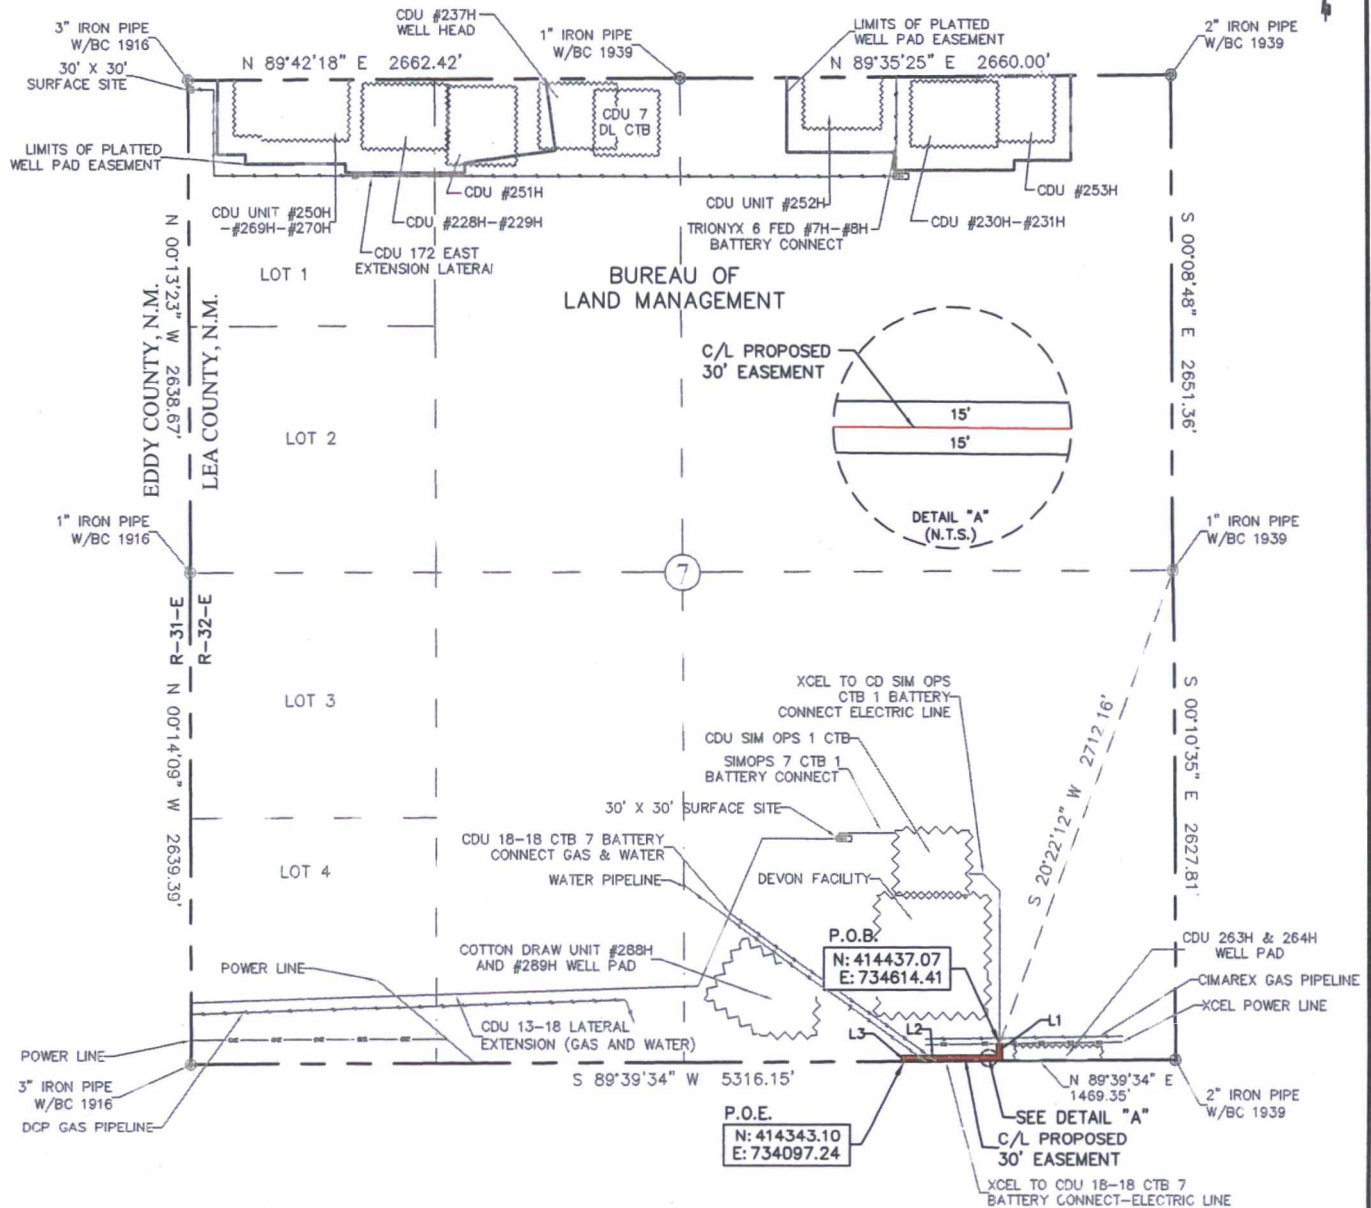 4
3" IRON PIPE
W/BC 1916
30' X 30'
SURFACE SITE
N 89°42'18" E 2662.42'
CDU #237H
WELL HEAD
1" IRON PIPE
W/BC 1939
LIMITS OF PLATTED
WELL PAD EASEMENT
N 89°35'25" E 2660.00'
2" IRON PIPE
W/BC 1939
CDU 7
DL CTB
LIMITS OF PLATTED
WELL PAD EASEMENT
CDU UNIT #250H
-#269H-#270H
CDU #251H
CDU #228H-#229H
CDU 172 EAST
EXTENSION LATERAL
CDU UNIT #252H
TRIONYX 6 FED #7H-#8H
BATTERY CONNECT
CDU #253H
CDU #230H-#231H
LOT 1
BUREAU OF
LAND MANAGEMENT
N 00°13'23" W 2638.67'
EDDY COUNTY, N.M.
LEA COUNTY, N.M.
S 00°08'48" E 2651.36'
C/L PROPOSED
30' EASEMENT
15'
15'
DETAIL "A"
(N.T.S.)
LOT 2
1" IRON PIPE
W/BC 1916
7
1" IRON PIPE
W/BC 1939
R-31-E
R-32-E
N 00°14'09" W 2639.39'
LOT 3
XCEL TO CD SIM OPS
CTB 1 BATTERY
CONNECT ELECTRIC LINE
CDU SIM OPS 1 CTB
SIMOPS 7 CTB 1
BATTERY CONNECT
30' X 30' SURFACE SITE
S 20°22'12" W 2712.16'
S 00°10'35" E 2627.81'
CDU 18-18 CTB 7 BATTERY
CONNECT GAS & WATER
WATER PIPELINE
DEVON FACILITY
LOT 4
P.O.B.
N: 414437.07
E: 734614.41
COTTON DRAW UNIT #288H
AND #289H WELL PAD
CDU 263H & 264H
WELL PAD
CIMAREX GAS PIPELINE
XCEL POWER LINE
POWER LINE
CDU 13-18 LATERAL
EXTENSION (GAS AND WATER)
L3
L2
L1
POWER LINE
3" IRON PIPE
W/BC 1916
DCP GAS PIPELINE
S 89°39'34" W 5316.15'
N 89°39'34" E
1469.35'
2" IRON PIPE
W/BC 1939
P.O.E.
N: 414343.10
E: 734097.24
SEE DETAIL "A"
C/L PROPOSED
30' EASEMENT
XCEL TO CDU 18-18 CTB 7
BATTERY CONNECT-ELECTRIC LINE